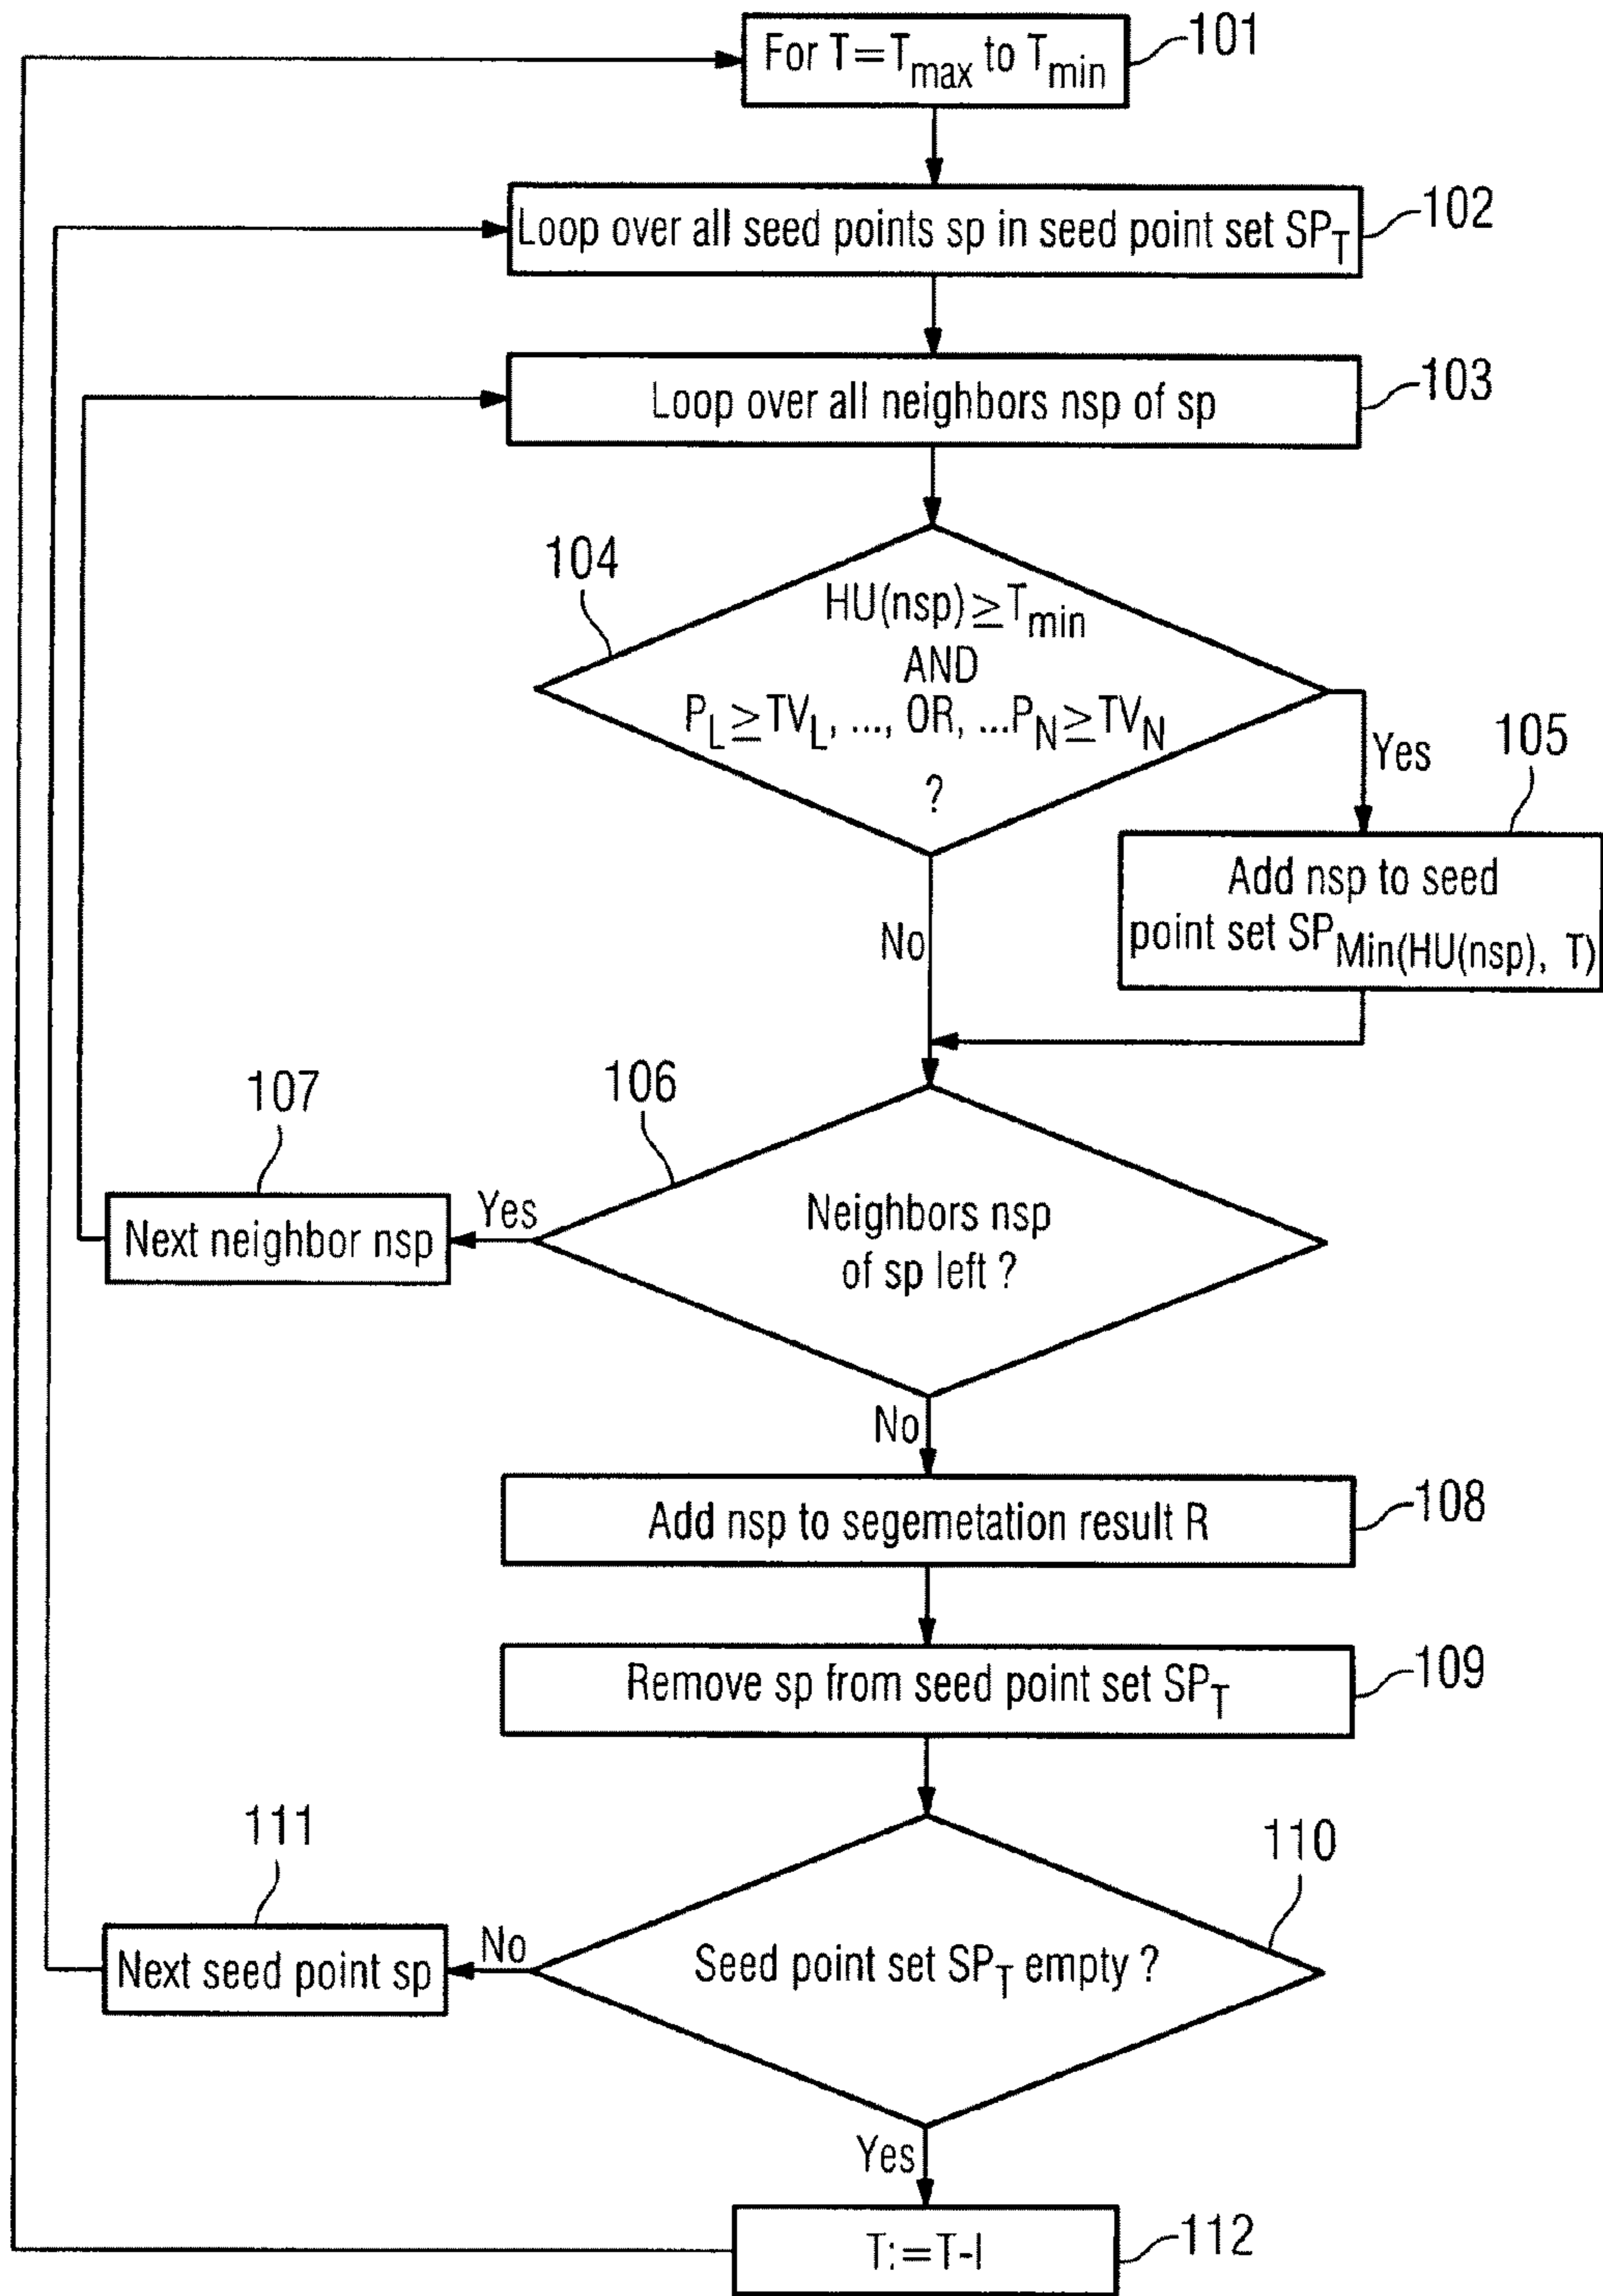 For T=Tmax to Tmin
101
Loop over all seed points sp in seed point set SPT
102
Loop over all neighbors nsp of sp
103
104
HU(nsp)≥Tmin
AND
PL≥TVL, ..., OR, ...PN≥TVN
?
Yes
105
Add nsp to seed
point set SPMin(HU(nsp), T)
No
106
107
Neighbors nsp
of sp left ?
Yes
Next neighbor nsp
No
Add nsp to segemetation result R
108
Remove sp from seed point set SPT
109
111
110
Seed point set SPT empty ?
No
Next seed point sp
Yes
T:=T-I
112